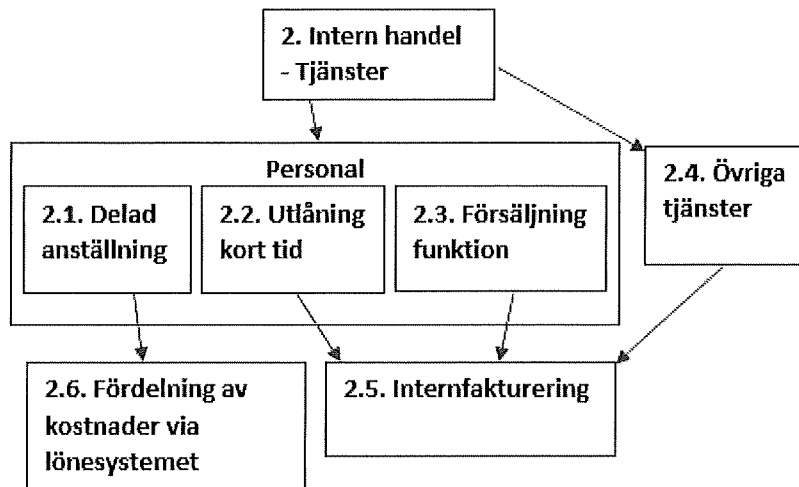 2. Intern handel
- Tjänster
Personal
2.1. Delad
anställning
2.2. Utlåning
kort tid
2.3. Försäljning
funktion
2.4. Övriga
tjänster
2.6. Fördelning av
kostnader via
lönesystemet
2.5. Internfakturering